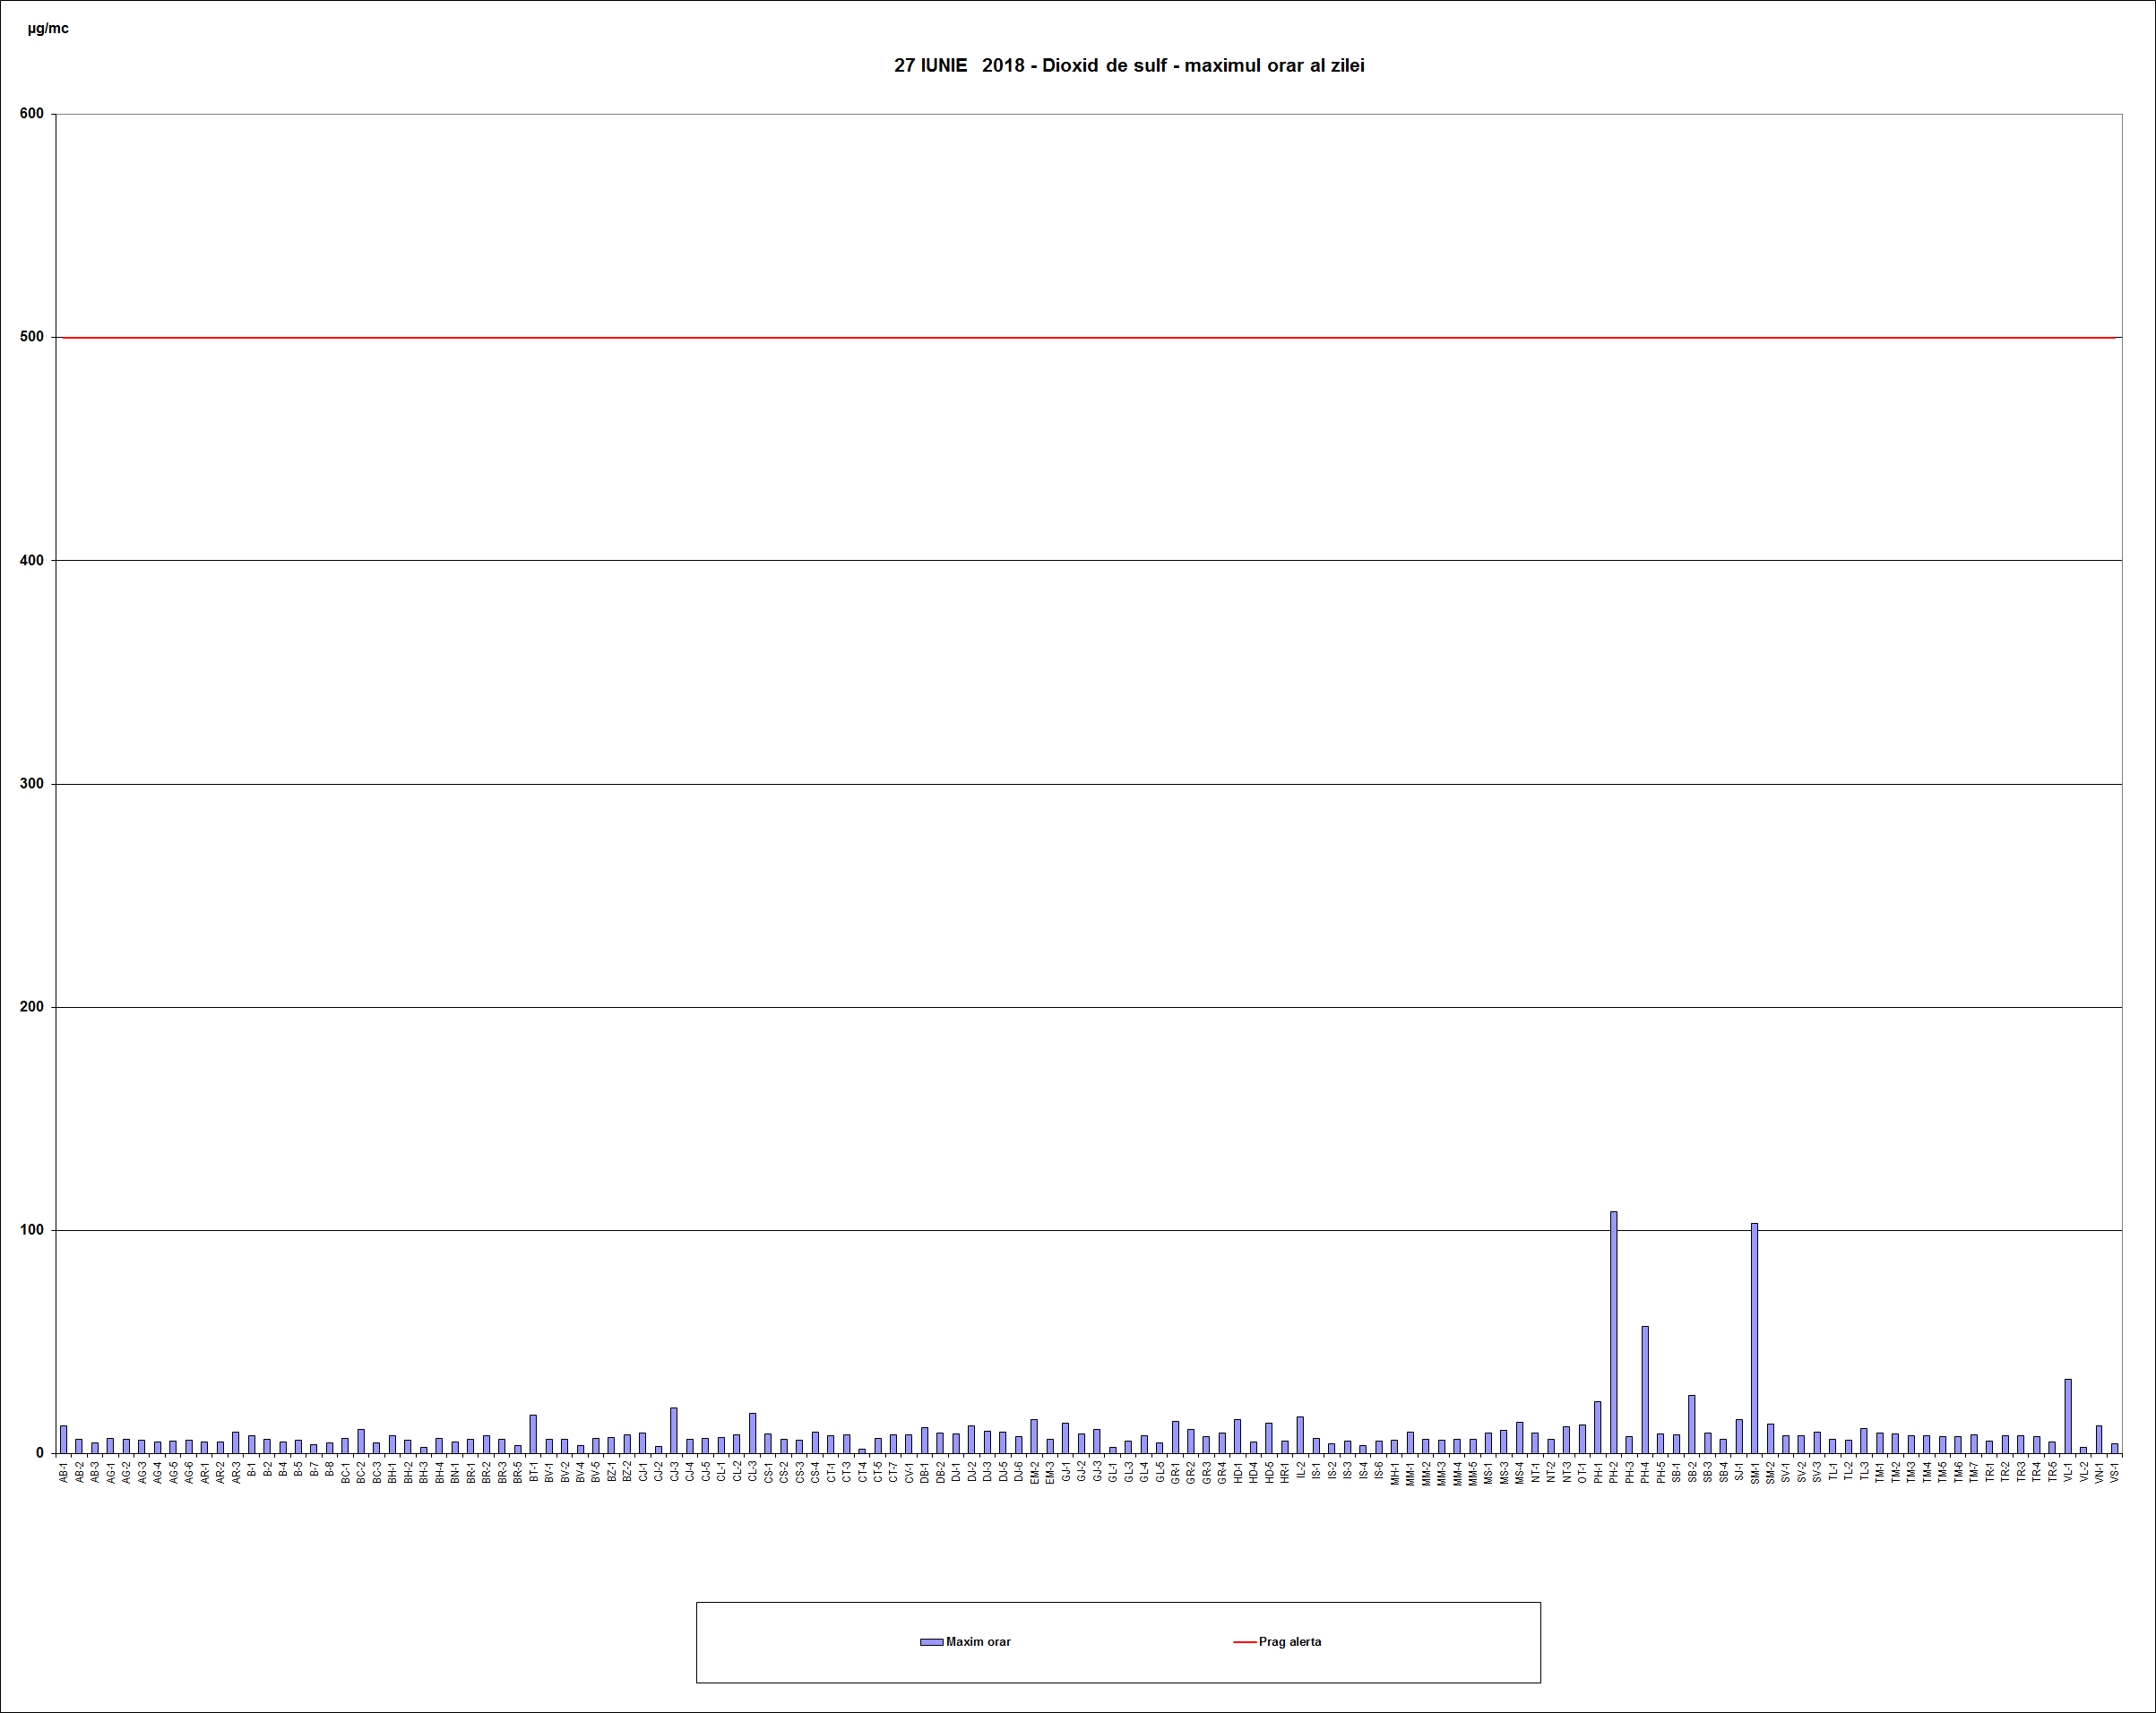 µg/mc
27 IUNIE 2018 - Dioxid de sulf - maximul orar al zilei
600
500
400
300
200
100
0
AB-1 AB-2 AB-3 AG-1 AG-2 AG-3 AG-4 AG-5 AG-6 AR-1 AR-2 AR-3 B-1 B-2 B-4 B-5 B-7 B-8 BC-1 BC-2 BC-3 BH-1 BH-2 BH-3 BH-4 BN-1 BR-1 BR-2 BR-3 BR-5 BT-1 BV-1 BV-2 BV-4 BV-5 BZ-1 BZ-2 CJ-1 CJ-2 CJ-3 CJ-4 CJ-5 CL-1 CL-2 CL-3 CS-1 CS-2 CS-3 CS-4 CT-1 CT-3 CT-4 CT-5 CT-7 CV-1 DB-1 DB-2 DJ-1 DJ-2 DJ-3 DJ-5 DJ-6 EM-2 EM-3 GJ-1 GJ-2 GJ-3 GL-1 GL-3 GL-4 GL-5 GR-1 GR-2 GR-3 GR-4 HD-1 HD-4 HD-5 HR-1 IL-2 IS-1 IS-2 IS-3 IS-4 IS-6 MH-1 MM-1 MM-2 MM-3 MM-4 MM-5 MS-1 MS-3 MS-4 NT-1 NT-2 NT-3 OT-1 PH-1 PH-2 PH-3 PH-4 PH-5 SB-1 SB-2 SB-3 SB-4 SJ-1 SM-1 SM-2 SV-1 SV-2 SV-3 TL-1 TL-2 TL-3 TM-1 TM-2 TM-3 TM-4 TM-5 TM-6 TM-7 TR-1 TR-2 TR-3 TR-4 TR-5 VL-1 VL-2 VN-1 VS-1
Maxim orar Prag alerta